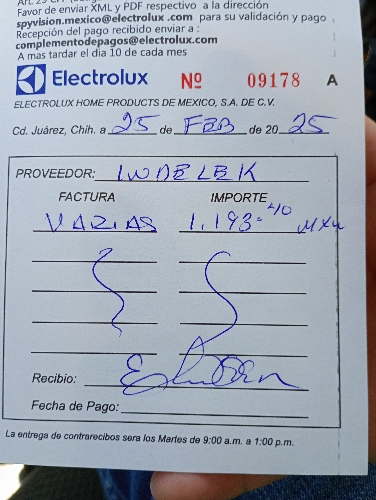 Favor de enviar XML y PDF respectivo a la dirección
spyvision.mexico@electrolux .com para su validación y pago
Recepción del pago recibido enviar a :
complementodepagos@electrolux.com
A mas tardar el dia 10 de cada mes
Electrolux Nº 09178 A
ELECTROLUX HOME PRODUCTS DE MEXICO, S.A. DE C.V.
Cd. Juárez, Chih. a 25 de FEB de 20 25
PROVEEDOR: INDELEK
FACTURA IMPORTE
VARIAS 1,193.40 MXN
Recibio:
Fecha de Pago:
La entrega de contrarecibos sera los Martes de 9:00 a.m. a 1:00 p.m.